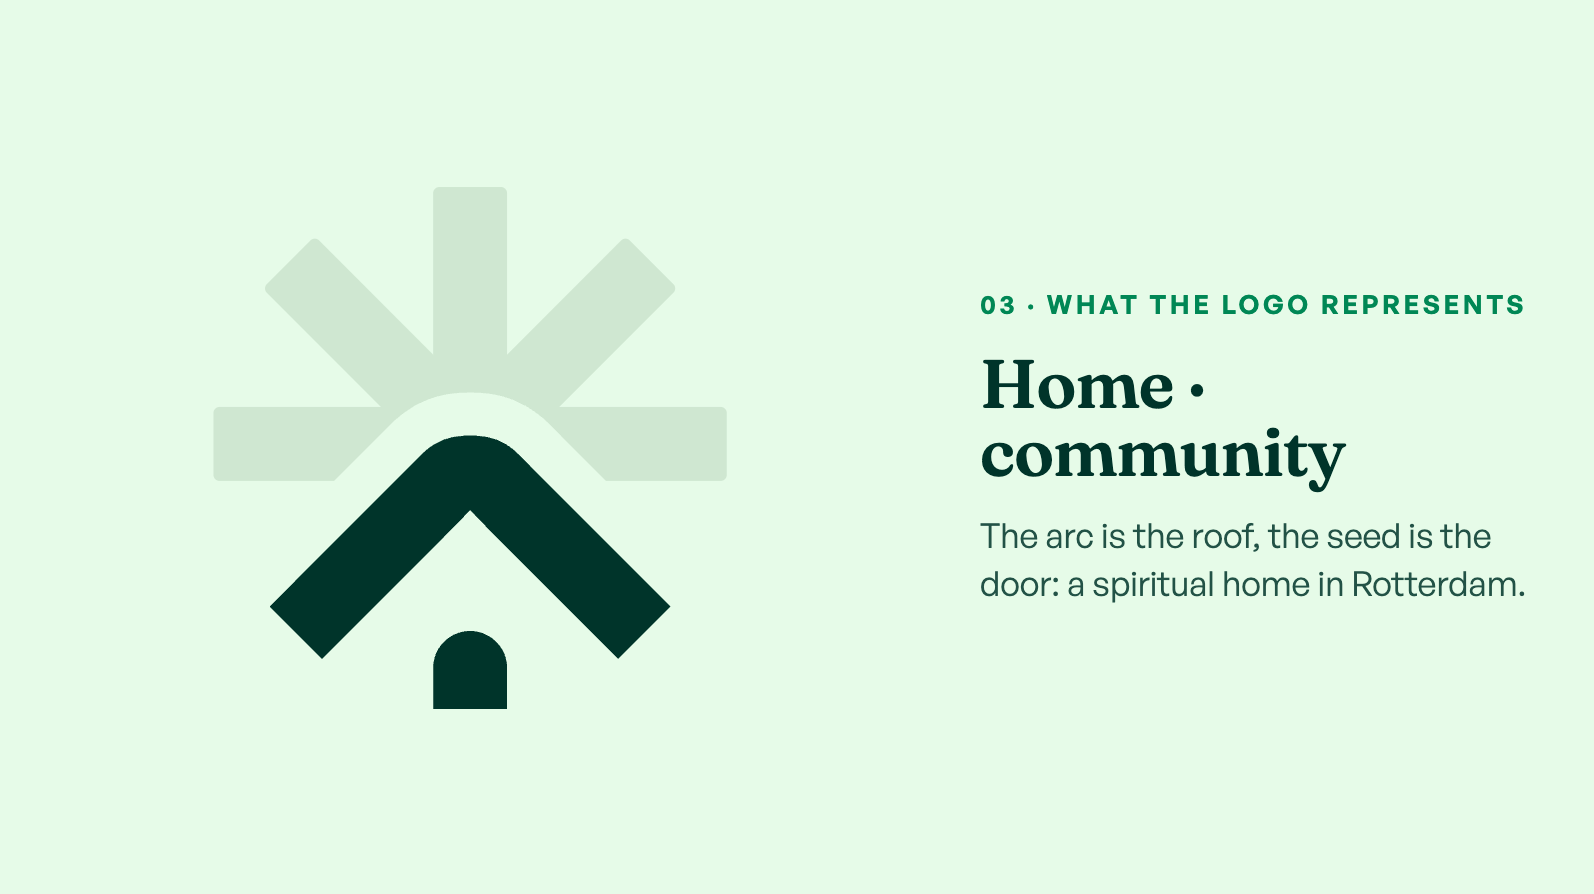 03 · WHAT THE LOGO REPRESENTS
Home ·
community
The arc is the roof, the seed is the
door: a spiritual home in Rotterdam.